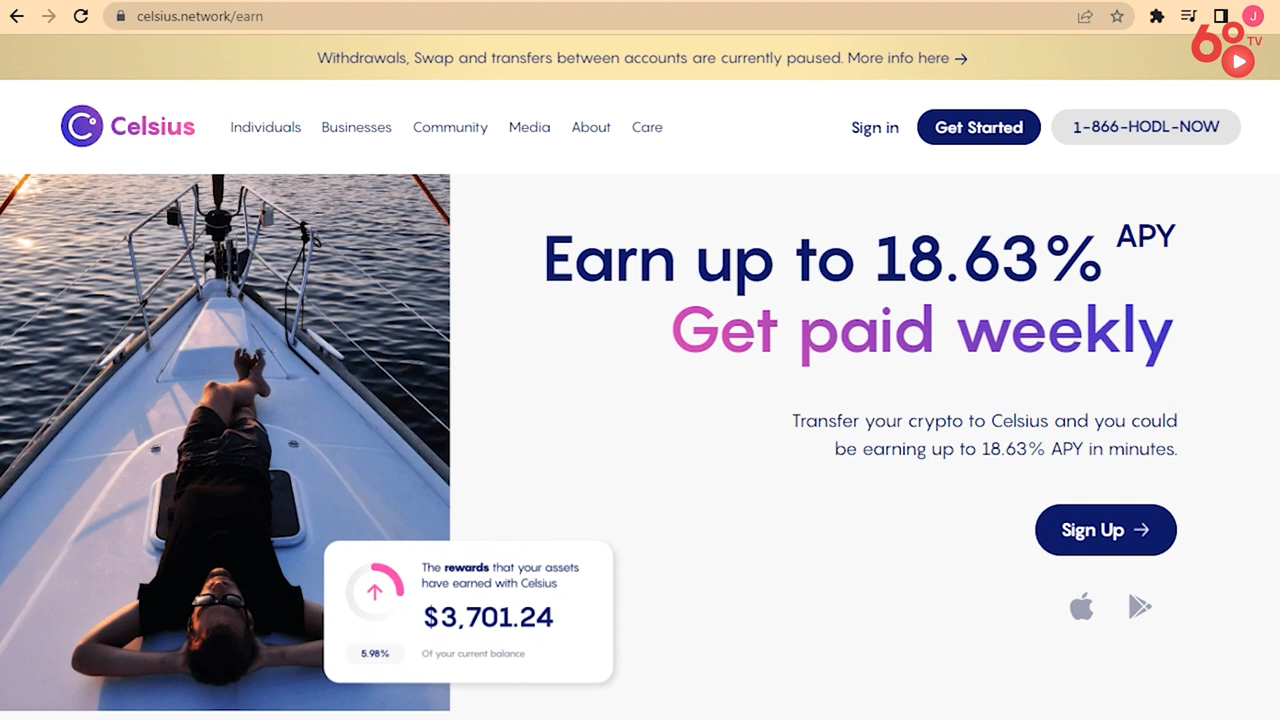 celsius.network/earn
J
6° TV
Withdrawals, Swap and transfers between accounts are currently paused. More info here →
Celsius
Individuals Businesses Community Media About Care
Sign in Get Started 1-866-HODL-NOW
Earn up to 18.63% APY
Get paid weekly
Transfer your crypto to Celsius and you could
be earning up to 18.63% APY in minutes.
Sign Up →
The rewards that your assets
have earned with Celsius
$3,701.24
5.98% Of your current balance